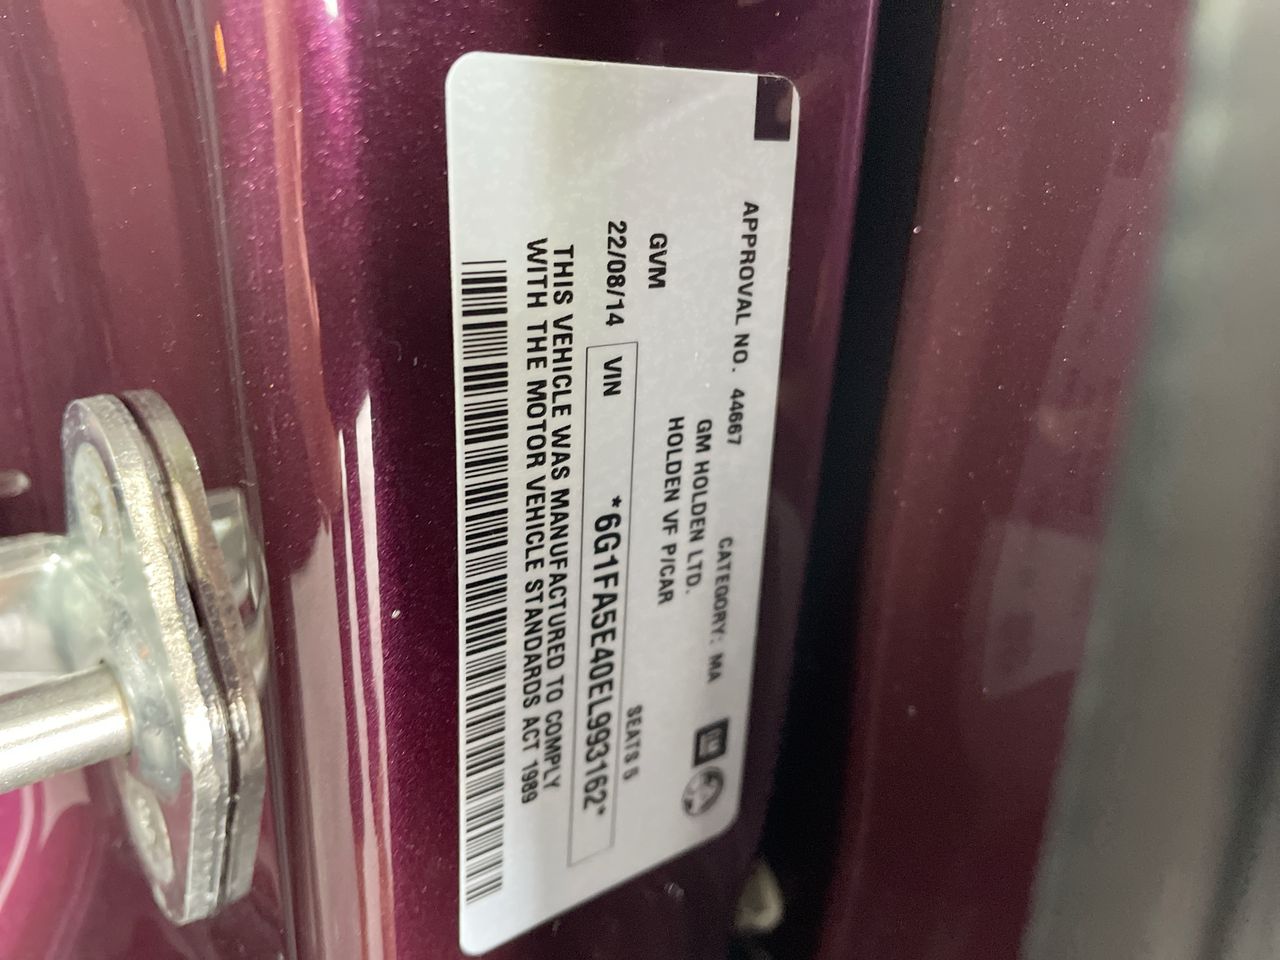 APPROVAL NO. 44667 CATEGORY: MA
GM HOLDEN LTD.
HOLDEN VF P/CAR
GVM
SEATS 5
22/08/14 VIN *6G1FA5E40EL993162*
THIS VEHICLE WAS MANUFACTURED TO COMPLY
WITH THE MOTOR VEHICLE STANDARDS ACT 1989
GM